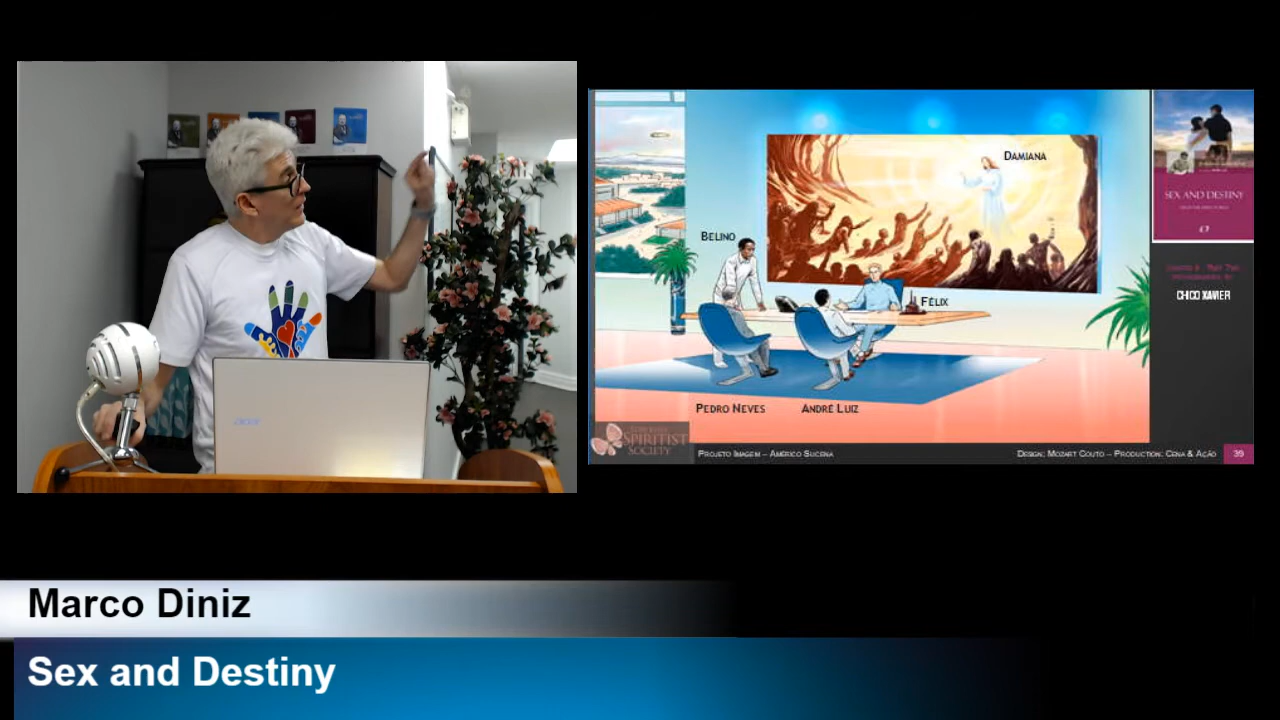 acer
DAMIANA
BELINO
FÉLIX
PEDRO NEVES
ANDRÉ LUIZ
SEX AND DESTINY
CHICO XAVIER
SPIRITIST
SOCIETY
PROJETO IMAGEM – AMÉRICO SUCENA
DESIGN: MOZART COUTO – PRODUCTION: CENA & AÇÃO
39
Marco Diniz
Sex and Destiny